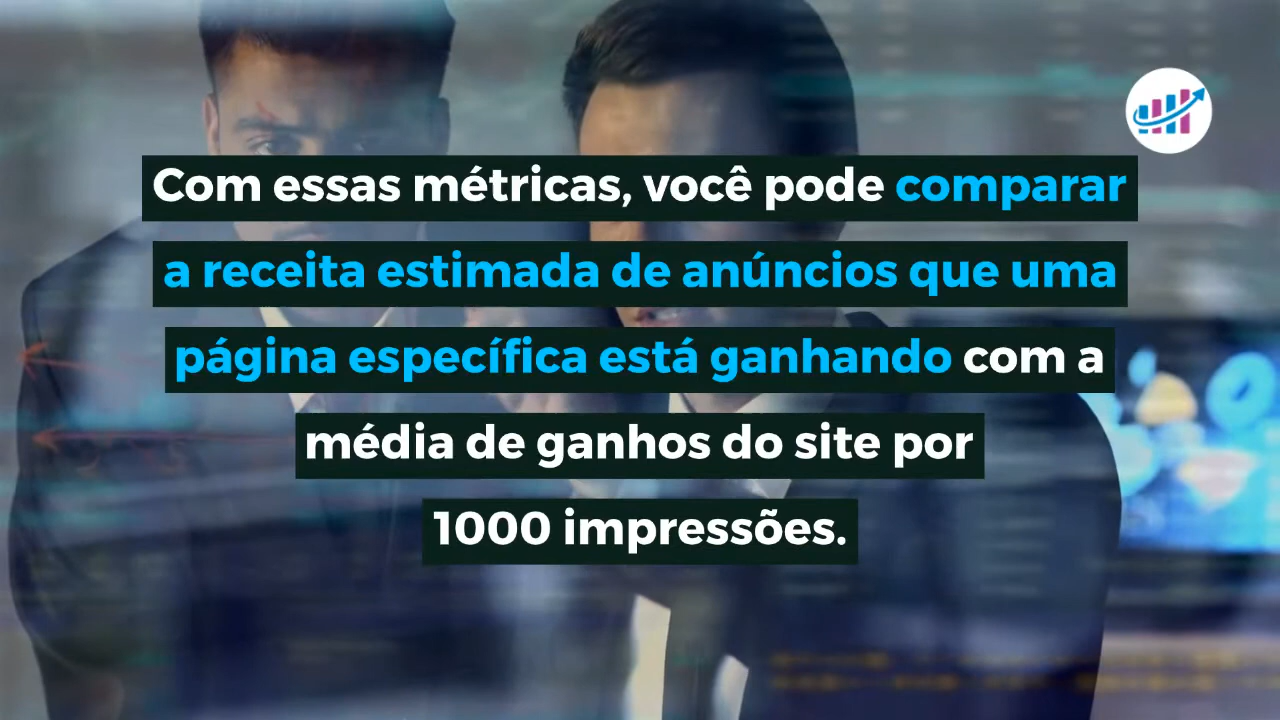 Com essas métricas, você pode comparar
a receita estimada de anúncios que uma
página específica está ganhando com a
média de ganhos do site por
1000 impressões.